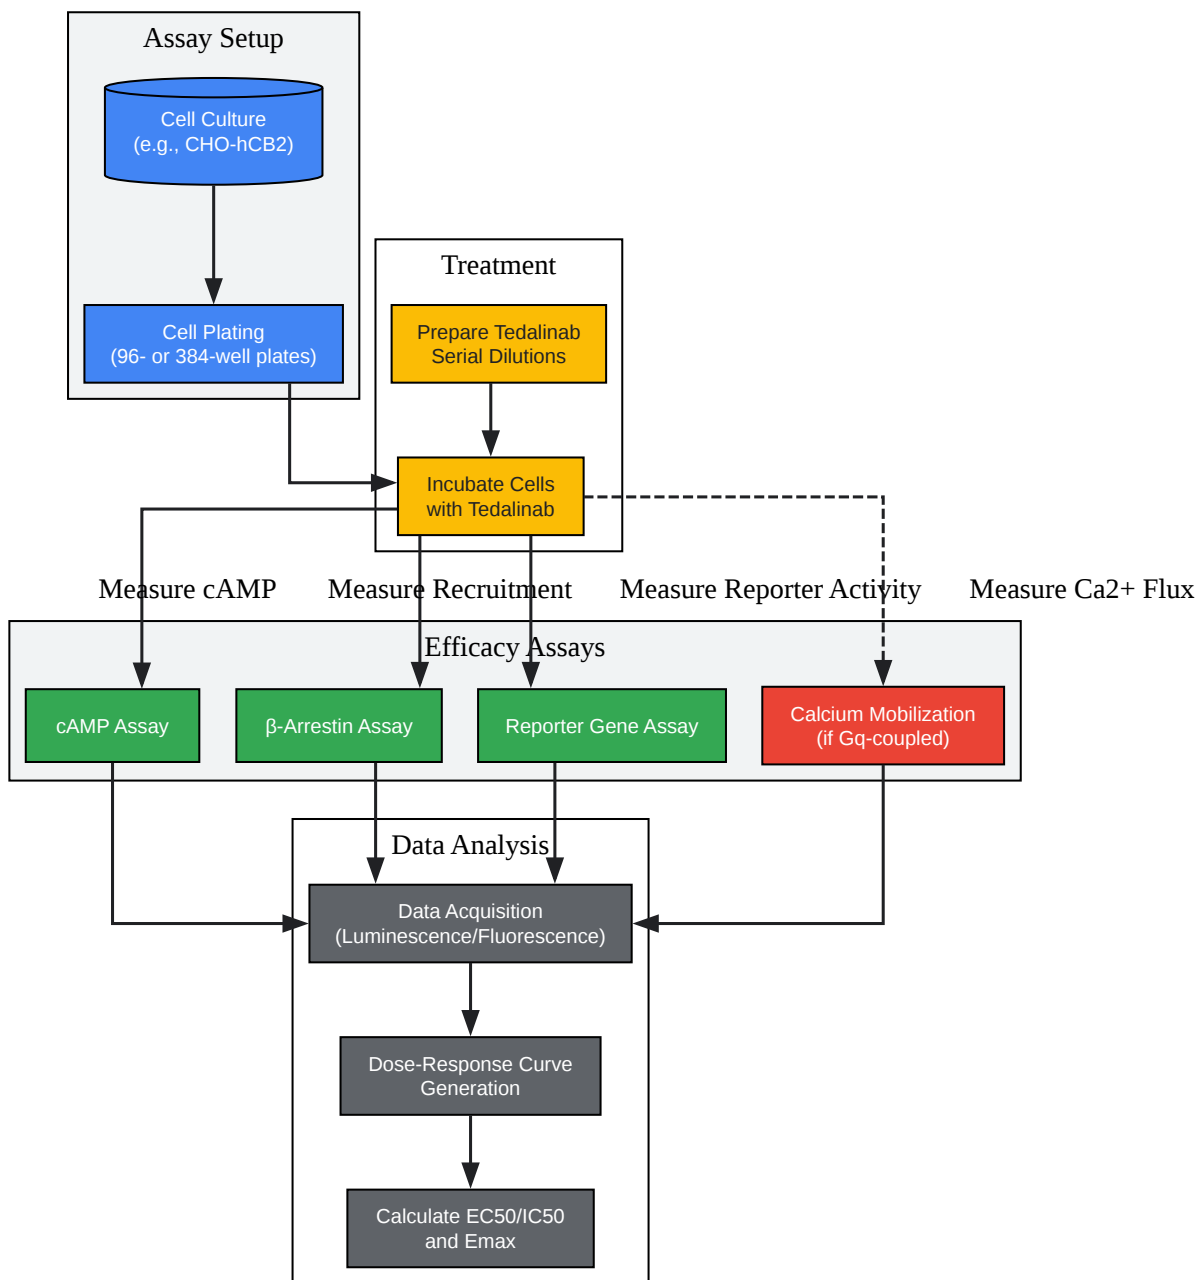 Assay Setup
Cell Culture
(e.g., CHO-hCB2)
Cell Plating
(96- or 384-well plates)
Treatment
Prepare Tedalinab
Serial Dilutions
Incubate Cells
with Tedalinab
Measure cAMP
Measure Recruitment
Measure Reporter Activity
Measure Ca2+ Flux
Efficacy Assays
cAMP Assay
β-Arrestin Assay
Reporter Gene Assay
Calcium Mobilization
(if Gq-coupled)
Data Analysis
Data Acquisition
(Luminescence/Fluorescence)
Dose-Response Curve
Generation
Calculate EC50/IC50
and Emax